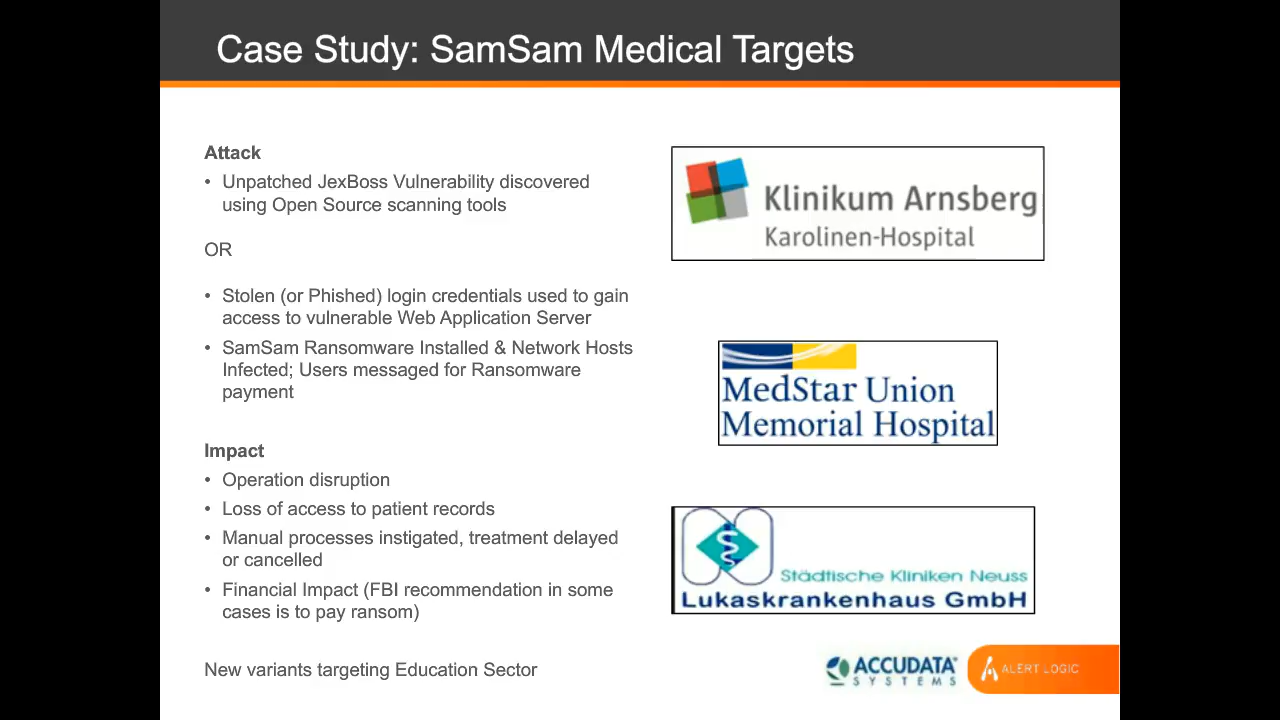 Case Study: SamSam Medical Targets
Attack
• Unpatched JexBoss Vulnerability discovered
using Open Source scanning tools
OR
• Stolen (or Phished) login credentials used to gain
access to vulnerable Web Application Server
• SamSam Ransomware Installed & Network Hosts
Infected; Users messaged for Ransomware
payment
Impact
• Operation disruption
• Loss of access to patient records
• Manual processes instigated, treatment delayed
or cancelled
• Financial Impact (FBI recommendation in some
cases is to pay ransom)
New variants targeting Education Sector
Klinikum Arnsberg
Karolinen-Hospital
MedStar Union
Memorial Hospital
Städtische Kliniken Neuss
Lukaskrankenhaus GmbH
ACCUDATA
SYSTEMS
ALERT LOGIC